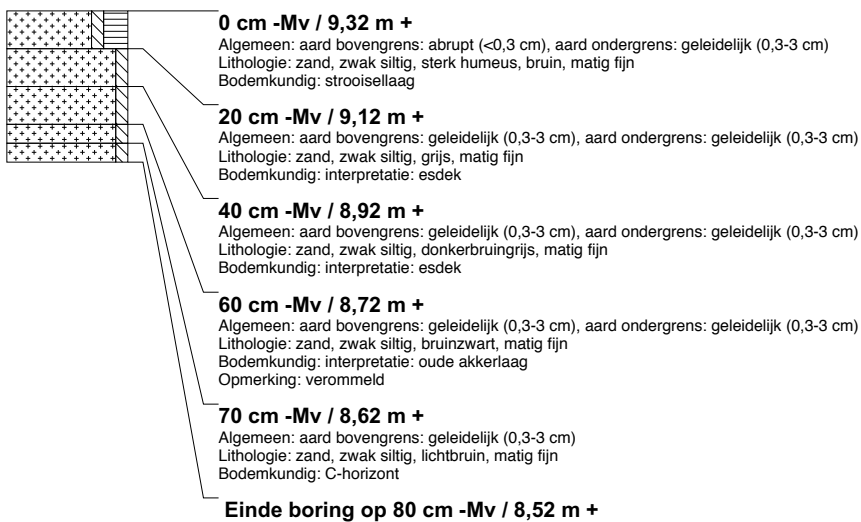 0 cm -Mv / 9,32 m +
Algemeen: aard bovengrens: abrupt (<0,3 cm), aard ondergrens: geleidelijk (0,3-3 cm)
Lithologie: zand, zwak siltig, sterk humeus, bruin, matig fijn
Bodemkundig: strooisellaag
20 cm -Mv / 9,12 m +
Algemeen: aard bovengrens: geleidelijk (0,3-3 cm), aard ondergrens: geleidelijk (0,3-3 cm)
Lithologie: zand, zwak siltig, grijs, matig fijn
Bodemkundig: interpretatie: esdek
40 cm -Mv / 8,92 m +
Algemeen: aard bovengrens: geleidelijk (0,3-3 cm), aard ondergrens: geleidelijk (0,3-3 cm)
Lithologie: zand, zwak siltig, donkerbruingrijs, matig fijn
Bodemkundig: interpretatie: esdek
60 cm -Mv / 8,72 m +
Algemeen: aard bovengrens: geleidelijk (0,3-3 cm), aard ondergrens: geleidelijk (0,3-3 cm)
Lithologie: zand, zwak siltig, bruinzwart, matig fijn
Bodemkundig: interpretatie: oude akkerlaag
Opmerking: verommeld
70 cm -Mv / 8,62 m +
Algemeen: aard bovengrens: geleidelijk (0,3-3 cm)
Lithologie: zand, zwak siltig, lichtbruin, matig fijn
Bodemkundig: C-horizont
Einde boring op 80 cm -Mv / 8,52 m +